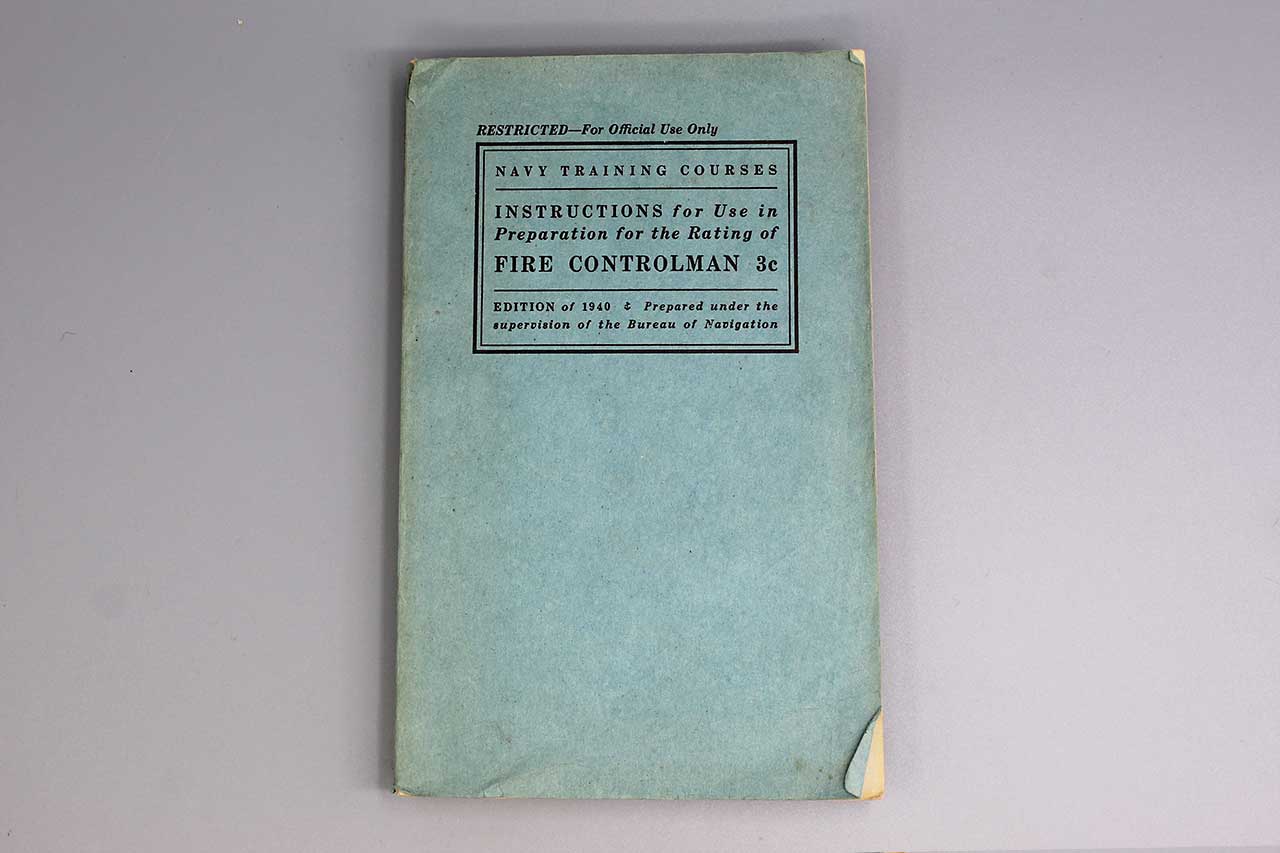 RESTRICTED—For Official Use Only
NAVY TRAINING COURSES
INSTRUCTIONS for Use in
Preparation for the Rating of
FIRE CONTROLMAN 3c
EDITION of 1940 ⚓ Prepared under the
supervision of the Bureau of Navigation